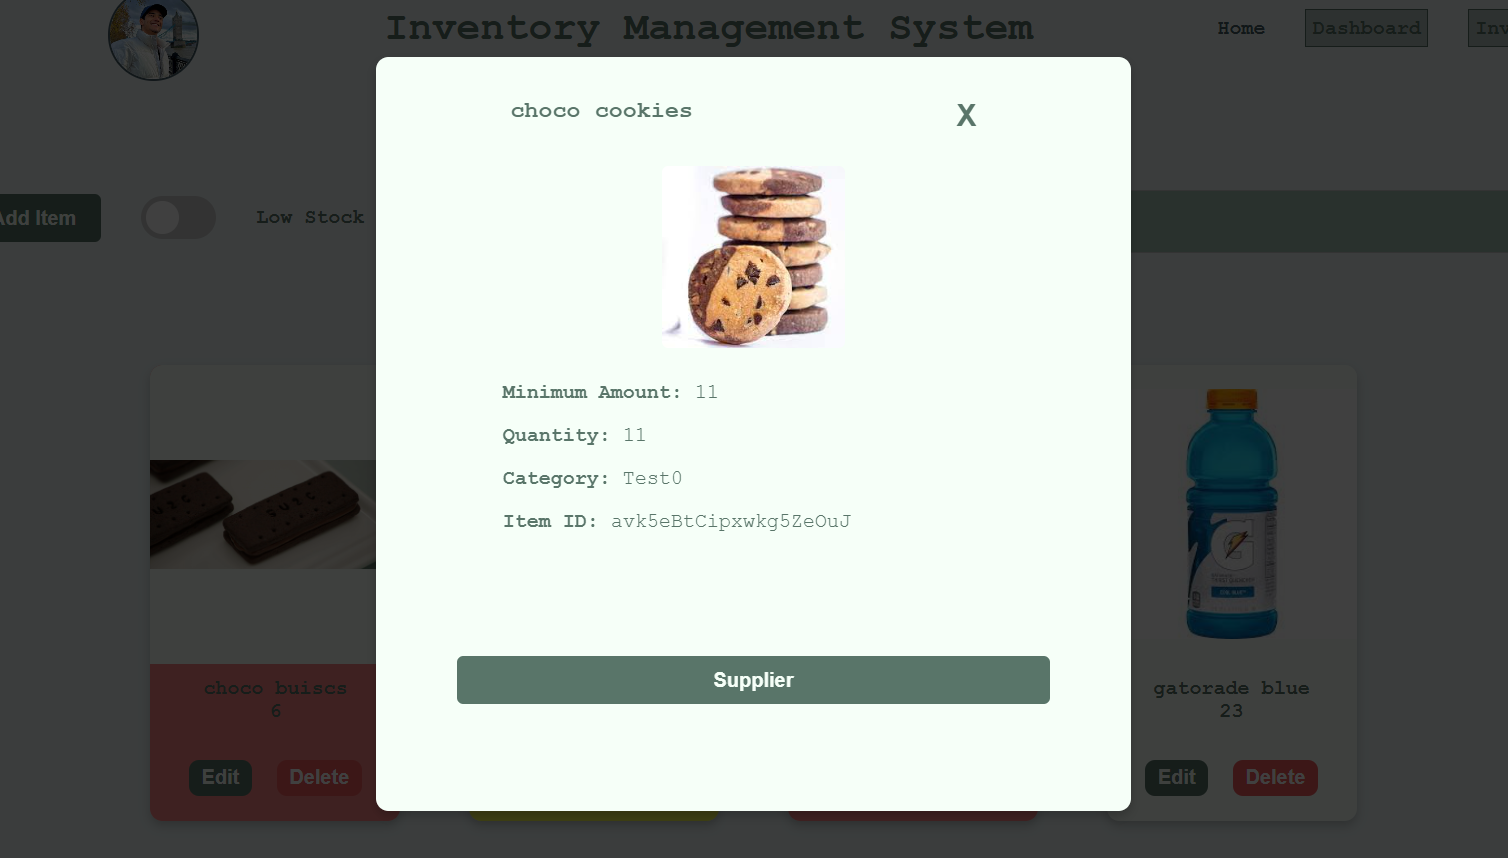 Inventory Management System
Home
Dashboard
Inv
choco cookies
X
Add Item
Low Stock
Minimum Amount: 11
Quantity: 11
Category: Test0
Item ID: avk5eBtCipxwkg5ZeOuJ
Supplier
choco buiscs
6
Edit Delete
G
gatorade blue
23
Edit Delete